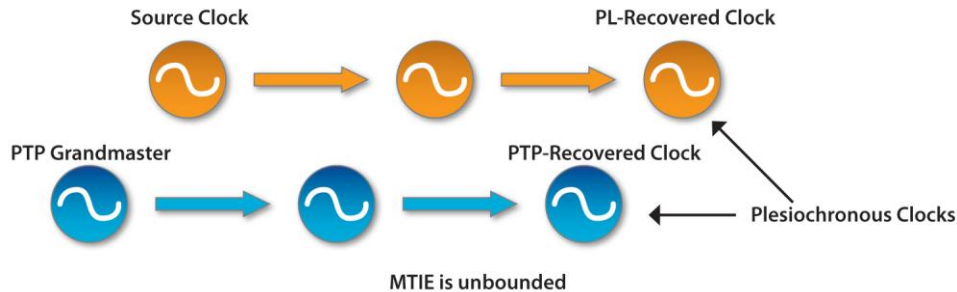 Source Clock
PL-Recovered Clock
PTP Grandmaster
PTP-Recovered Clock
Plesiochronous Clocks
MTIE is unbounded